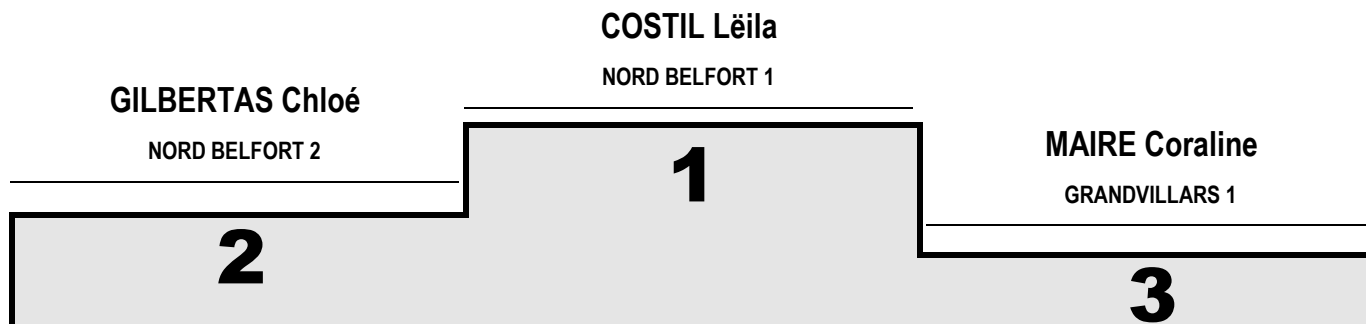 COSTIL Lëila
NORD BELFORT 1
GILBERTAS Chloé
NORD BELFORT 2
MAIRE Coraline
GRANDVILLARS 1
1
2
3